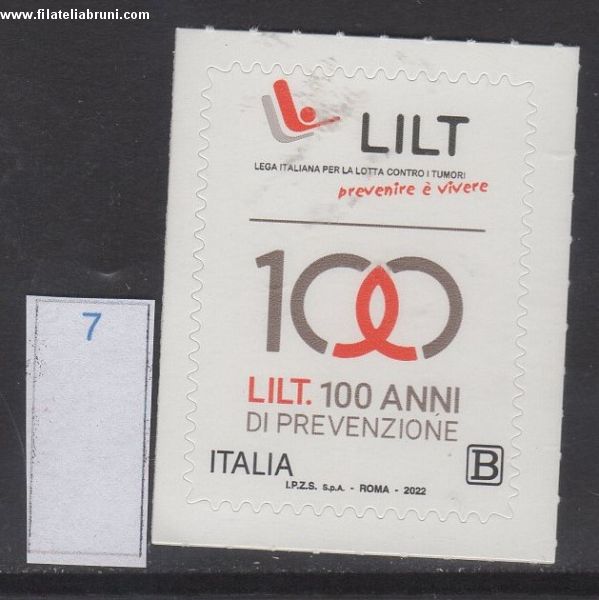 www.filateliabruni.com
LILT
LEGA ITALIANA PER LA LOTTA CONTRO I TUMORI
prevenire è vivere
100
7
LILT. 100 ANNI
DI PREVENZIONE
ITALIA B
I.P.Z.S. S.p.A. - ROMA - 2022